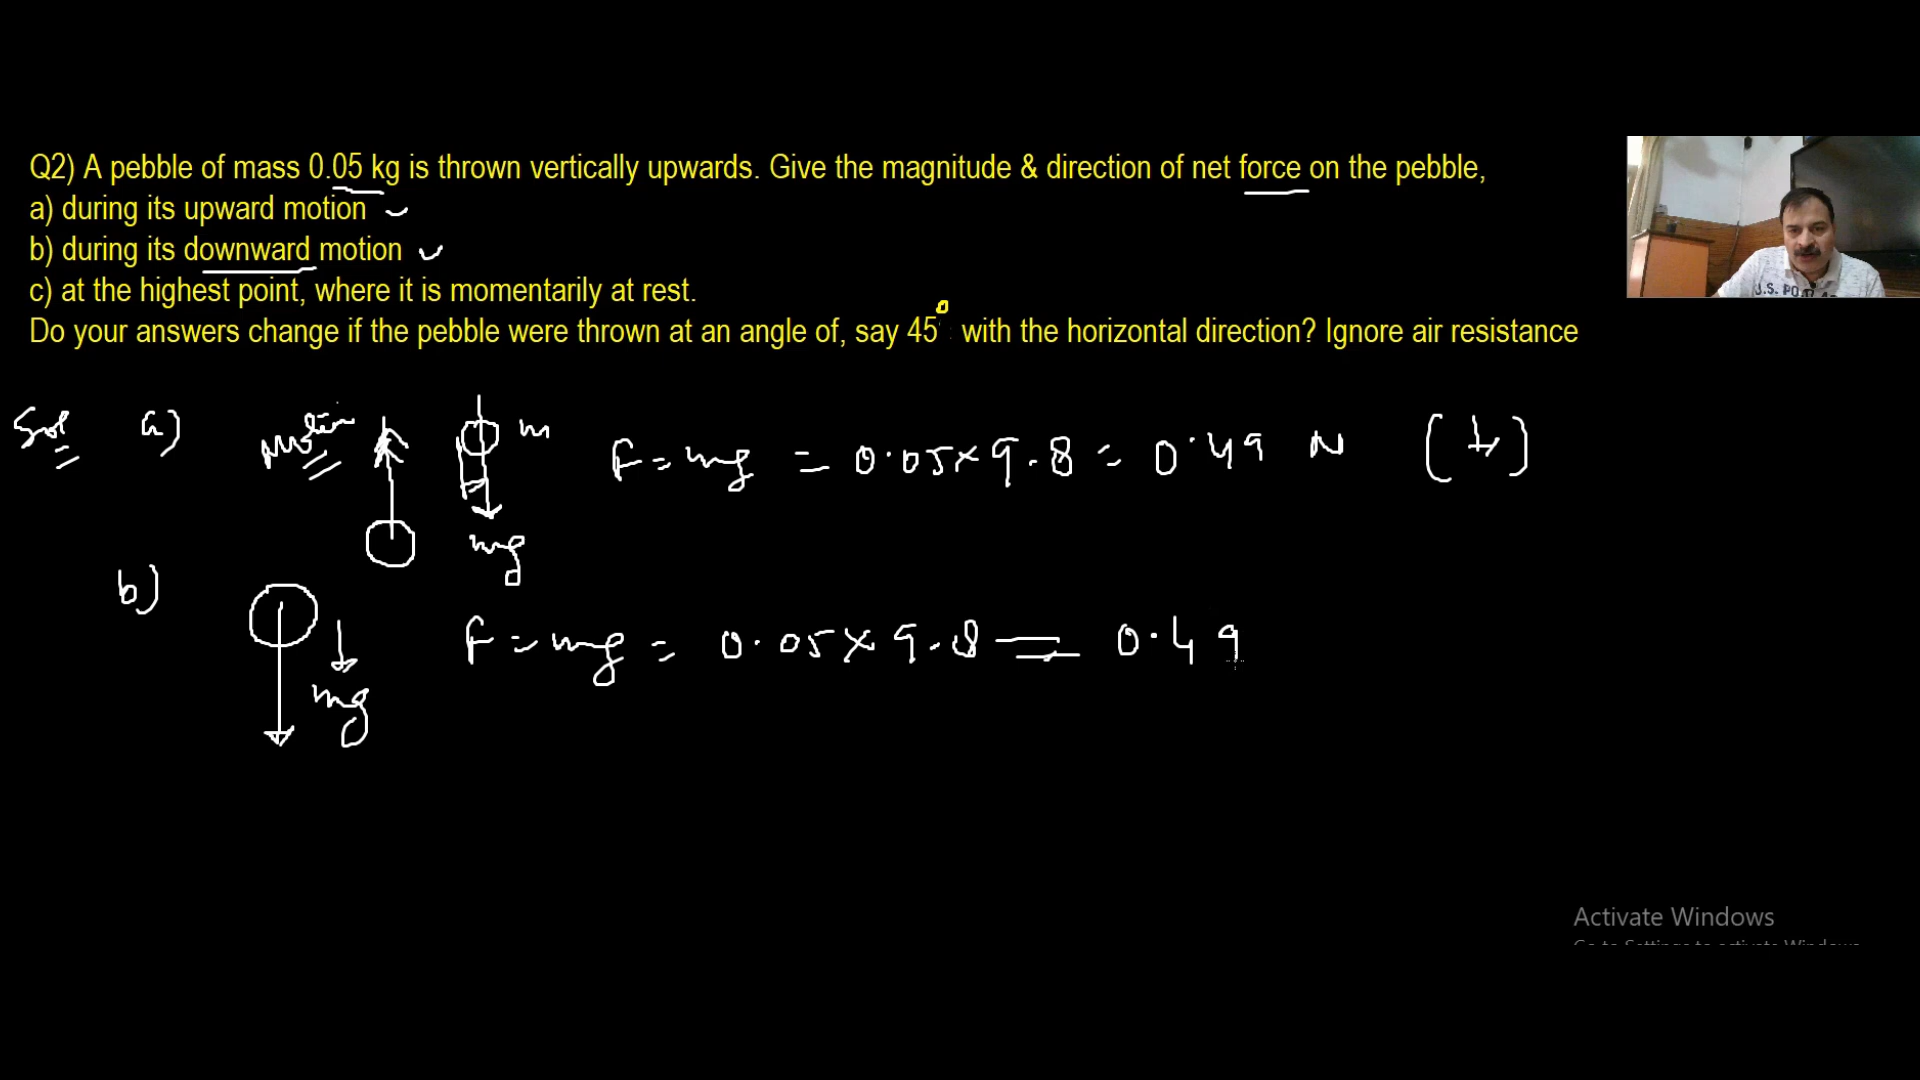 Q2) A pebble of mass 0.05 kg is thrown vertically upwards. Give the magnitude & direction of net force on the pebble,
a) during its upward motion
b) during its downward motion
c) at the highest point, where it is momentarily at rest.
Do your answers change if the pebble were thrown at an angle of, say 45° with the horizontal direction? Ignore air resistance
U.S. PO
Sol a) Motion m F = mg = 0.05 × 9.8 = 0.49 N (↓)
mg
b) F = mg = 0.05 × 9.8 = 0.49
mg
Activate Windows